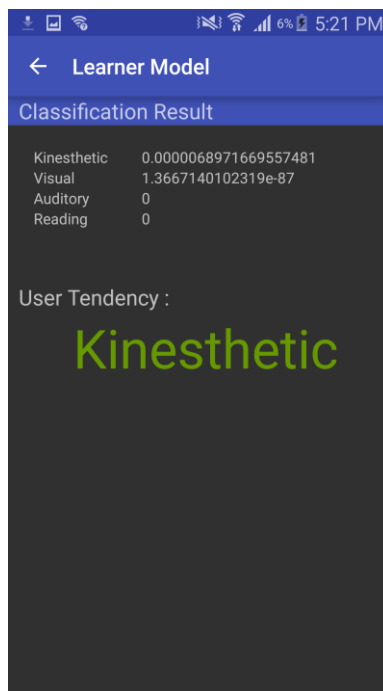 6% 5:21 PM
Learner Model
Classification Result
Kinesthetic 0.0000068971669557481
Visual 1.3667140102319e-87
Auditory 0
Reading 0
User Tendency :
Kinesthetic